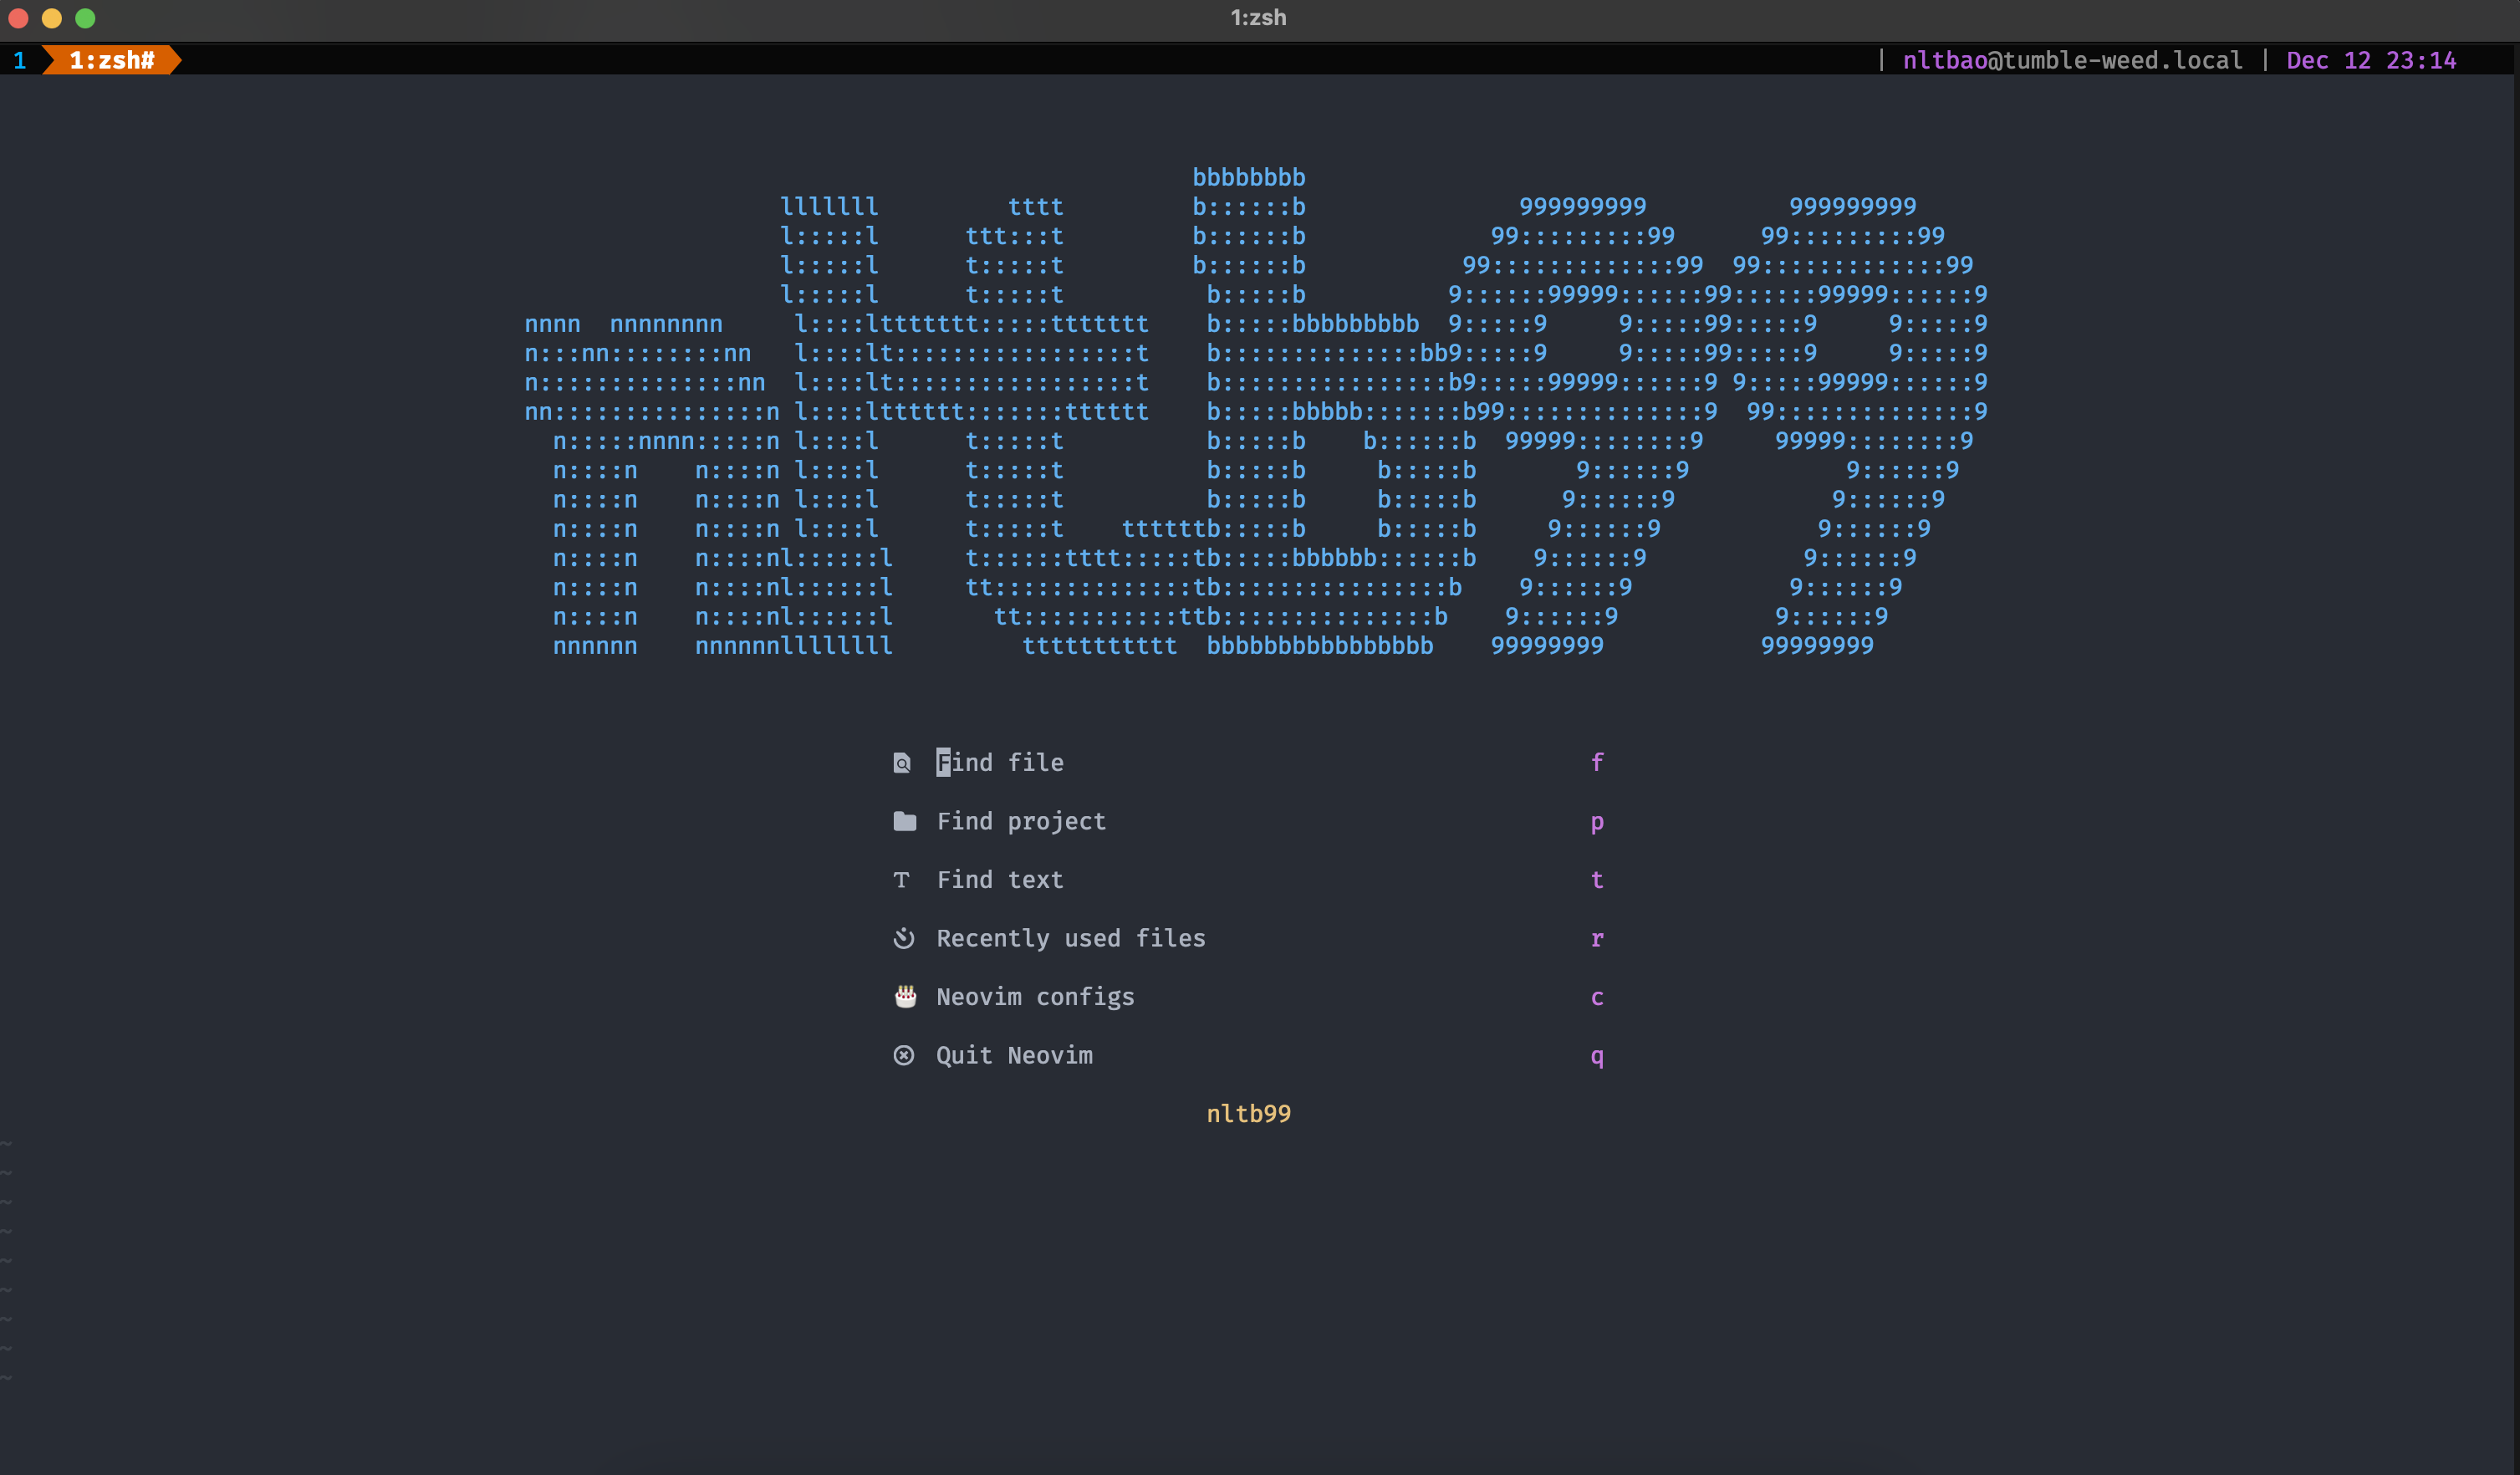 1:zsh
1 1:zsh# | nltbao@tumble-weed.local | Dec 12 23:14
                                               bbbbbbbb
                  lllllll         tttt         b::::::b               999999999          999999999
                  l:::::l      ttt:::t         b::::::b             99:::::::::99      99:::::::::99
                  l:::::l      t:::::t         b::::::b           99:::::::::::::99  99:::::::::::::99
                  l:::::l      t:::::t          b:::::b          9::::::99999::::::99::::::99999::::::9
nnnn  nnnnnnnn     l::::lttttttt:::::ttttttt    b:::::bbbbbbbbb  9:::::9     9:::::99:::::9     9:::::9
n:::nn::::::::nn   l::::lt:::::::::::::::::t    b::::::::::::::bb9:::::9     9:::::99:::::9     9:::::9
n::::::::::::::nn  l::::lt:::::::::::::::::t    b::::::::::::::::b9:::::99999::::::9 9:::::99999::::::9
nn:::::::::::::::n l::::ltttttt:::::::tttttt    b:::::bbbbb:::::::b99::::::::::::::9  99::::::::::::::9
  n:::::nnnn:::::n l::::l      t:::::t          b:::::b    b::::::b  99999::::::::9     99999::::::::9
  n::::n    n::::n l::::l      t:::::t          b:::::b     b:::::b       9::::::9           9::::::9
  n::::n    n::::n l::::l      t:::::t          b:::::b     b:::::b      9::::::9           9::::::9
  n::::n    n::::n l::::l      t:::::t    ttttttb:::::b     b:::::b     9::::::9           9::::::9
  n::::n    n::::nl::::::l     t::::::tttt:::::tb:::::bbbbbb::::::b    9::::::9           9::::::9
  n::::n    n::::nl::::::l     tt::::::::::::::tb::::::::::::::::b    9::::::9           9::::::9
  n::::n    n::::nl::::::l       tt:::::::::::ttb:::::::::::::::b    9::::::9           9::::::9
  nnnnnn    nnnnnnllllllll         ttttttttttt  bbbbbbbbbbbbbbbb    99999999           99999999
Find file f
Find project p
Find text t
Recently used files r
Neovim configs c
Quit Neovim q
nltb99
~
~
~
~
~
~
~
~
~